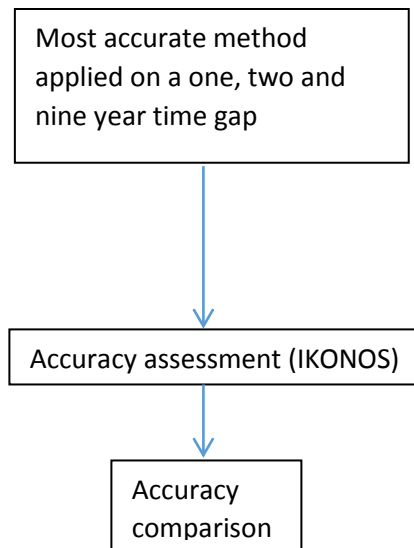 Most accurate method
applied on a one, two and
nine year time gap
Accuracy assessment (IKONOS)
Accuracy
comparison